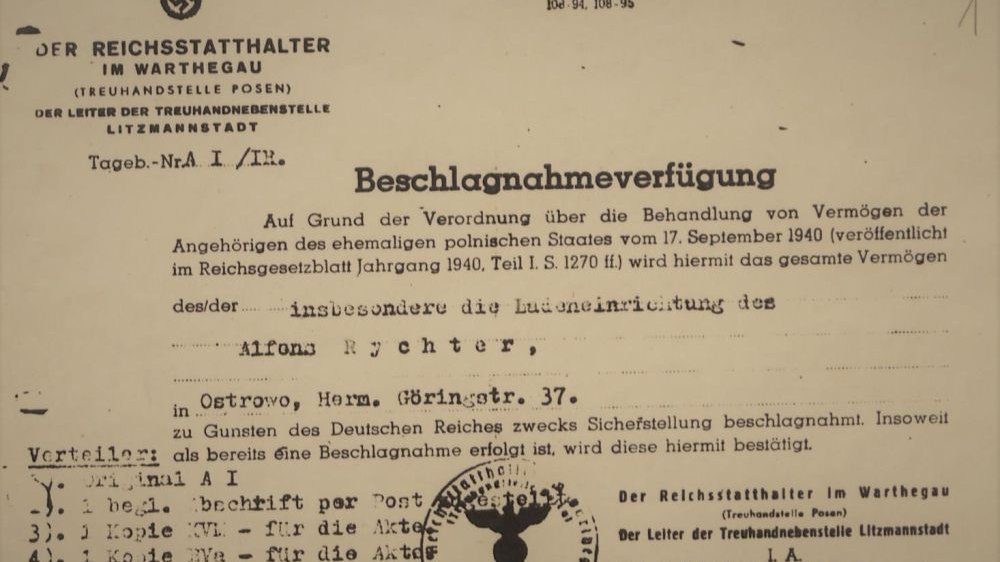 108-94, 108-95
1
DER REICHSSTATTHALTER
IM WARTHEGAU
(TREUHANDSTELLE POSEN)
DER LEITER DER TREUHANDNEBENSTELLE
LITZMANNSTADT
Tageb.-Nr. A I /IR.
Beschlagnahmeverfügung
Auf Grund der Verordnung über die Behandlung von Vermögen der
Angehörigen des ehemaligen polnischen Staates vom 17. September 1940 (veröffentlicht
im Reichsgesetzblatt Jahrgang 1940, Teil I. S. 1270 ff.) wird hiermit das gesamte Vermögen
des/der insbesondere die Ladeneinrichtung des
Alfons Rychter,
in Ostrowo, Herm. Göringstr. 37.
zu Gunsten des Deutschen Reiches zwecks Sicherstellung beschlagnahmt. Insoweit
als bereits eine Beschlagnahme erfolgt ist, wird diese hiermit bestätigt.
Verteiler:
Original A I
1 begl. Abschrift per Post zugestellt
3). 1 Kopie - für die Akte
4). 1 Kopie - für die Akte
Der Reichsstatthalter im Warthegau
(Treuhandstelle Posen)
Der Leiter der Treuhandnebenstelle Litzmannstadt
I. A.